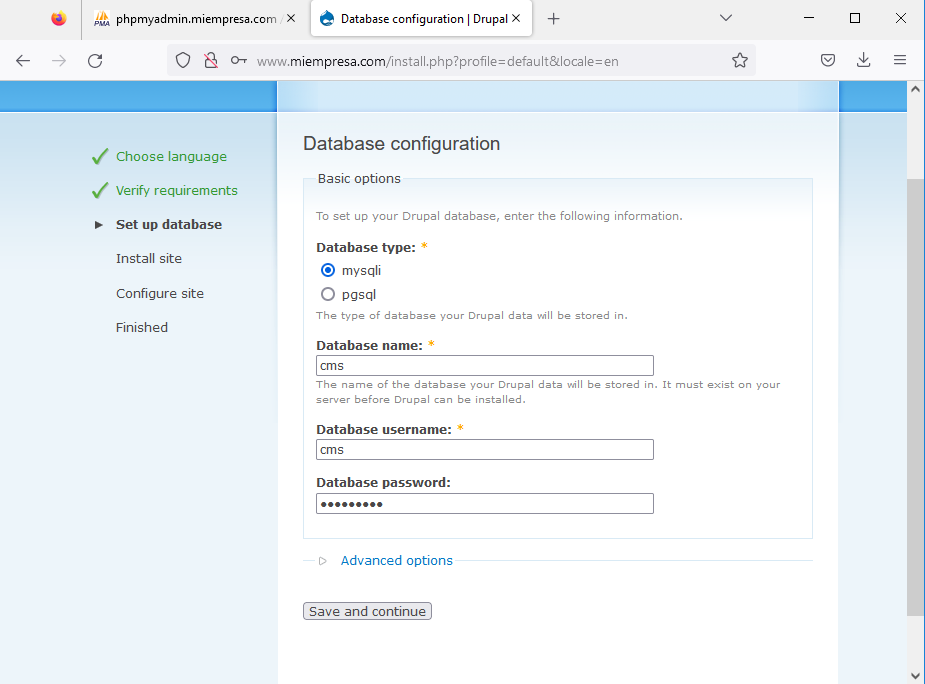 PMA
phpmyadmin.miempresa.com /
Database configuration | Drupal
www.miempresa.com/install.php?profile=default&locale=en
Choose language
Verify requirements
Set up database
Install site
Configure site
Finished
Database configuration
Basic options
To set up your Drupal database, enter the following information.
Database type: *
mysqli
pgsql
The type of database your Drupal data will be stored in.
Database name: *
cms
The name of the database your Drupal data will be stored in. It must exist on your
server before Drupal can be installed.
Database username: *
cms
Database password:
•••••••••
Advanced options
Save and continue